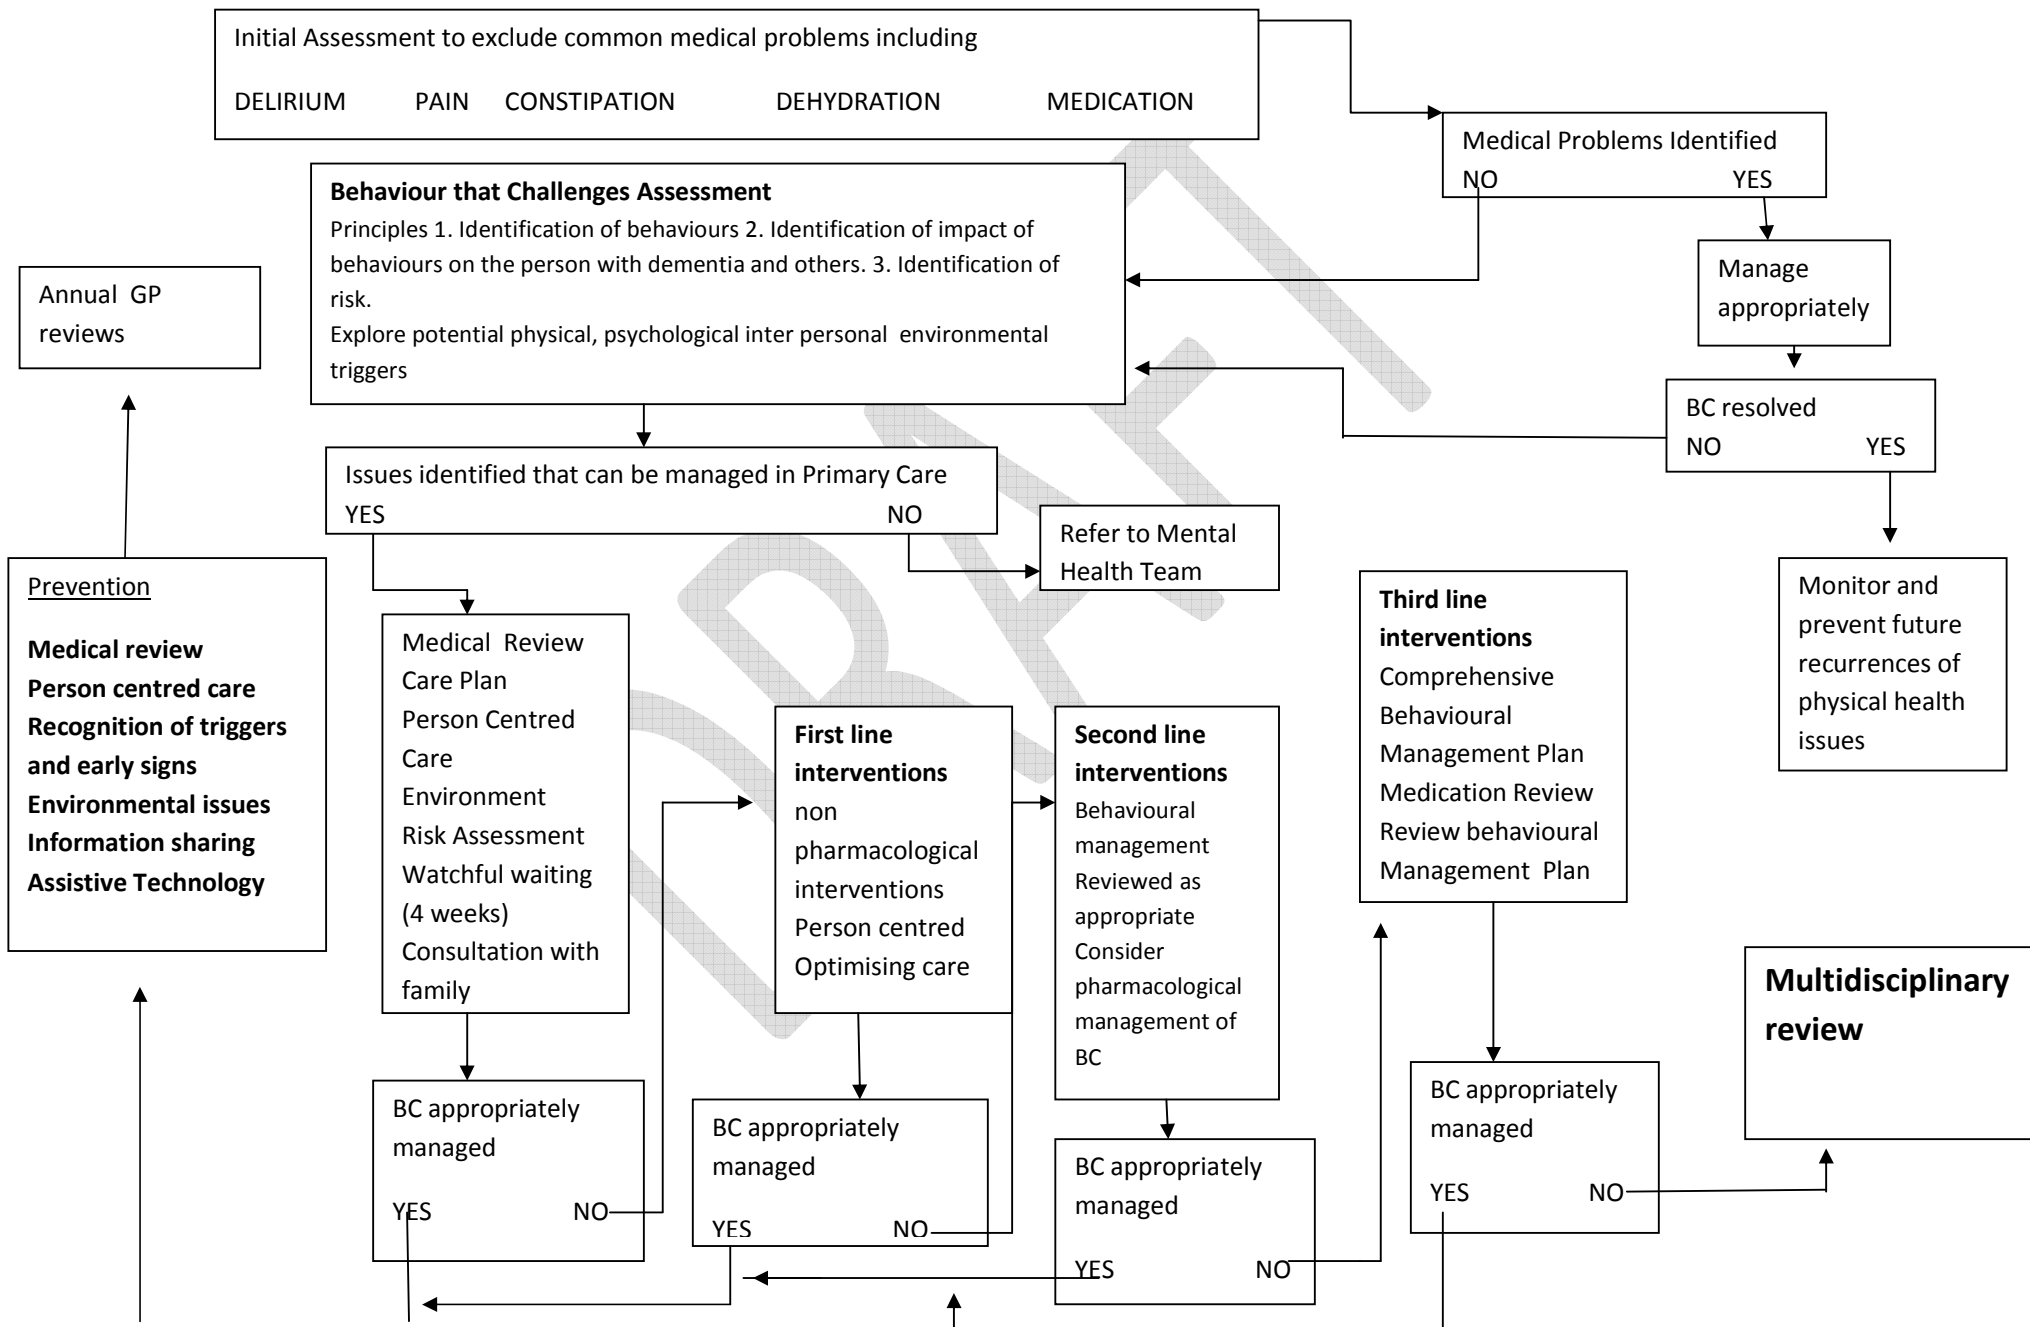 Initial Assessment to exclude common medical problems including
DELIRIUM PAIN CONSTIPATION DEHYDRATION MEDICATION
Medical Problems Identified
NO YES
Behaviour that Challenges Assessment
Principles 1. Identification of behaviours 2. Identification of impact of
behaviours on the person with dementia and others. 3. Identification of
risk.
Explore potential physical, psychological inter personal environmental
triggers
Manage
appropriately
Annual GP
reviews
BC resolved
NO YES
Issues identified that can be managed in Primary Care
YES NO
Refer to Mental
Health Team
Prevention
Medical review
Person centred care
Recognition of triggers
and early signs
Environmental issues
Information sharing
Assistive Technology
Medical Review
Care Plan
Person Centred
Care
Environment
Risk Assessment
Watchful waiting
(4 weeks)
Consultation with
family
First line
interventions
non
pharmacological
interventions
Person centred
Optimising care
Second line
interventions
Behavioural
management
Reviewed as
appropriate
Consider
pharmacological
management of
BC
Third line
interventions
Comprehensive
Behavioural
Management Plan
Medication Review
Review behavioural
Management Plan
Monitor and
prevent future
recurrences of
physical health
issues
Multidisciplinary
review
BC appropriately
managed
YES NO
BC appropriately
managed
YES NO
BC appropriately
managed
YES NO
BC appropriately
managed
YES NO
DRAFT